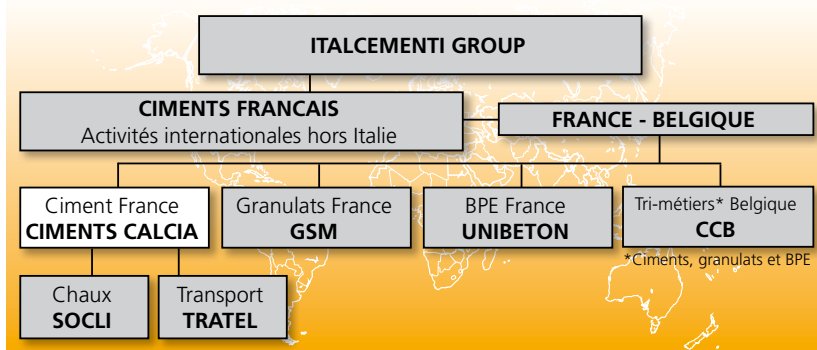 ITALCEMENTI GROUP
CIMENTS FRANCAIS
Activités internationales hors Italie
FRANCE - BELGIQUE
Ciment France
CIMENTS CALCIA
Granulats France
GSM
BPE France
UNIBETON
Tri-métiers* Belgique
CCB
*Ciments, granulats et BPE
Chaux
SOCLI
Transport
TRATEL